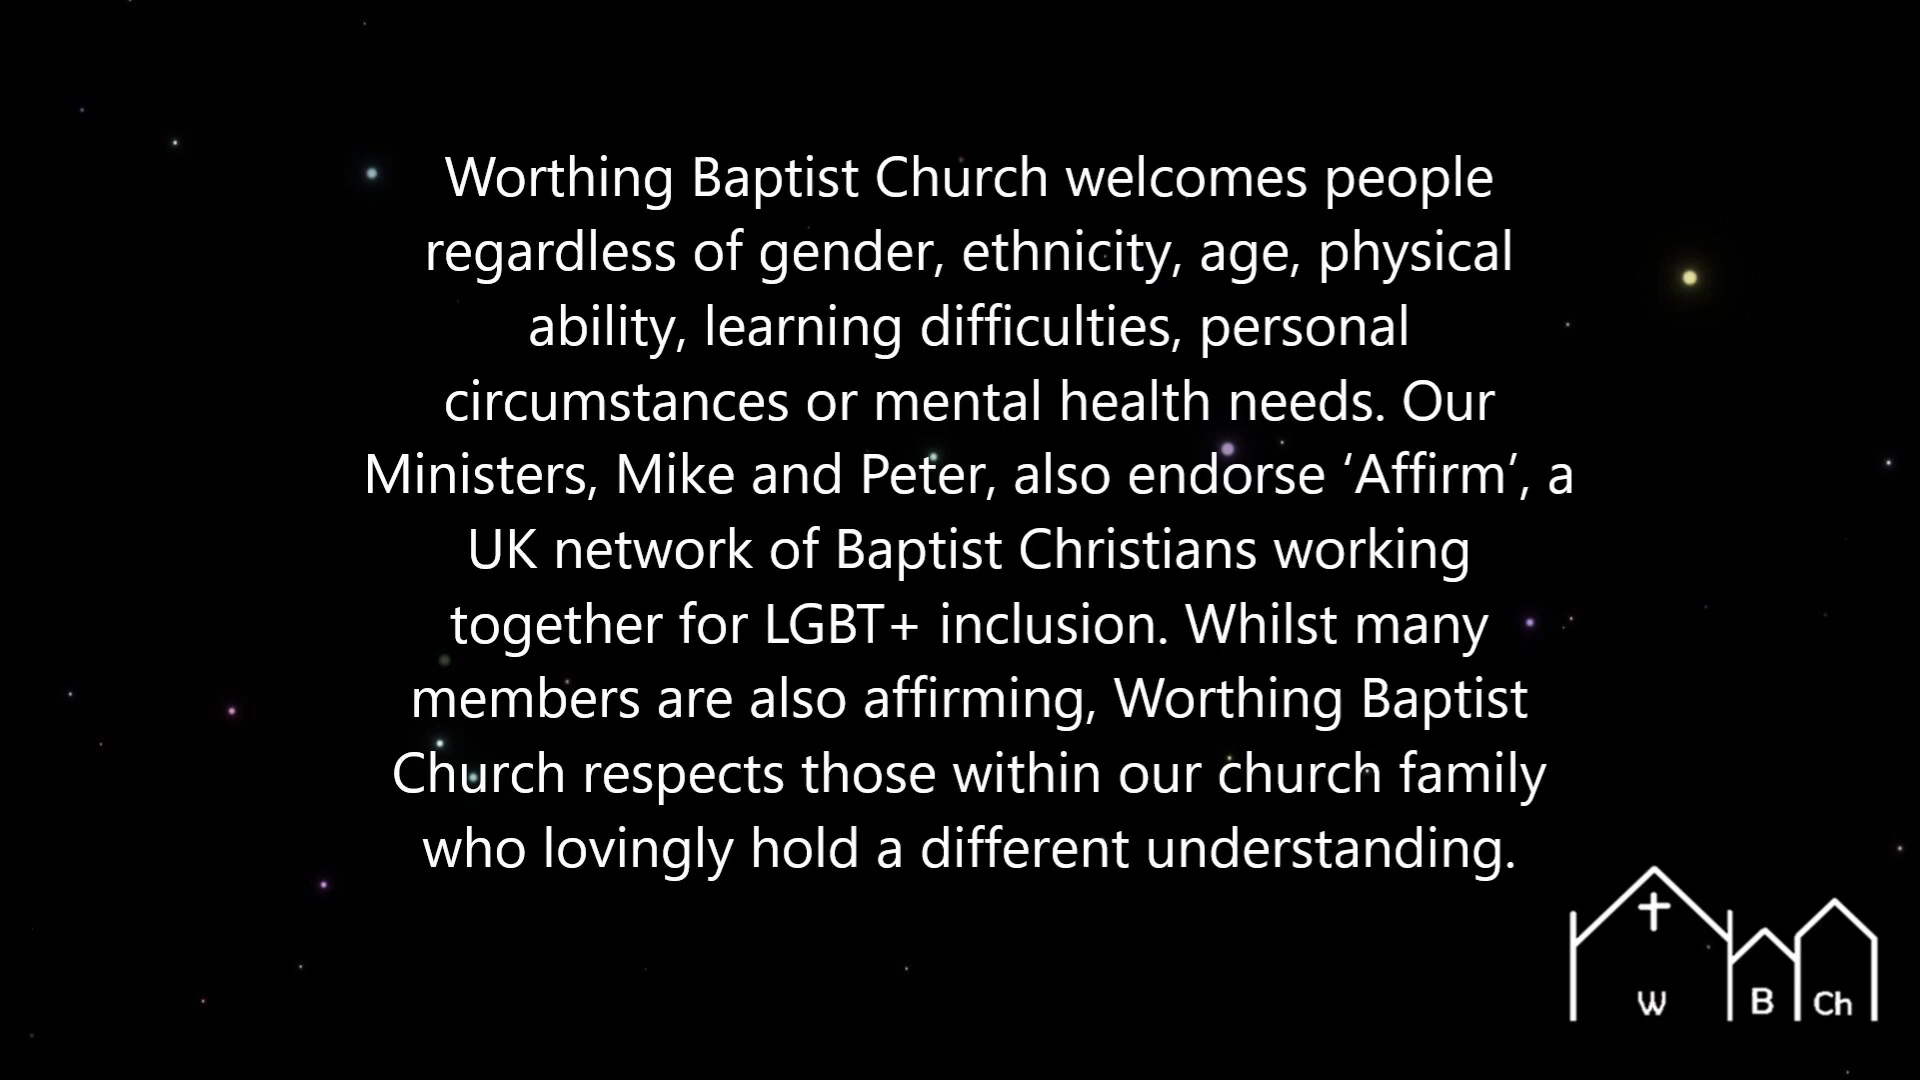 Worthing Baptist Church welcomes people
regardless of gender, ethnicity, age, physical
ability, learning difficulties, personal
circumstances or mental health needs. Our
Ministers, Mike and Peter, also endorse ‘Affirm’, a
UK network of Baptist Christians working
together for LGBT+ inclusion. Whilst many
members are also affirming, Worthing Baptist
Church respects those within our church family
who lovingly hold a different understanding.
W B Ch